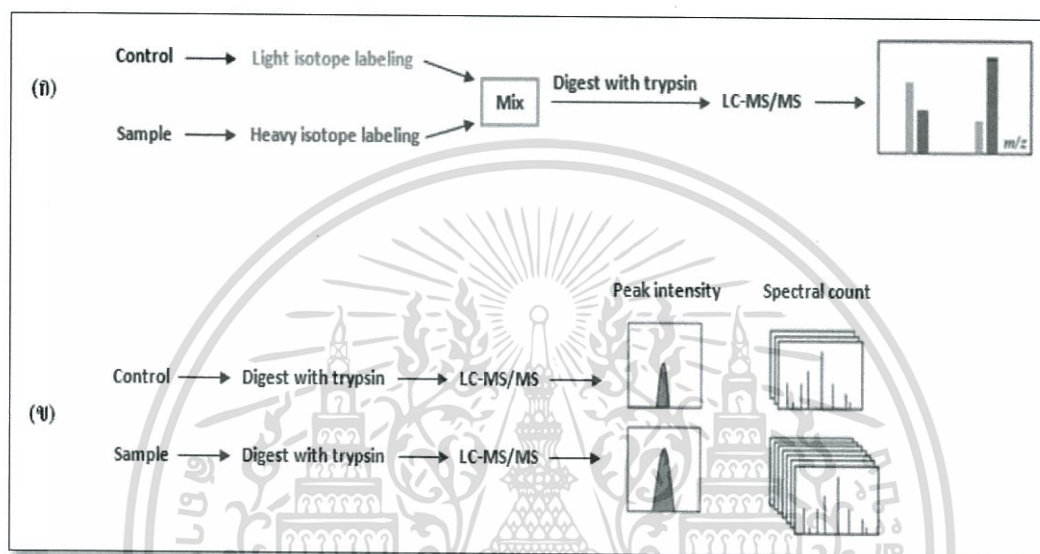 (ก)
Control Light isotope labeling
Mix Digest with trypsin LC-MS/MS
Sample Heavy isotope labeling
m/z
Peak intensity Spectral count
(ข)
Control Digest with trypsin LC-MS/MS
Sample Digest with trypsin LC-MS/MS